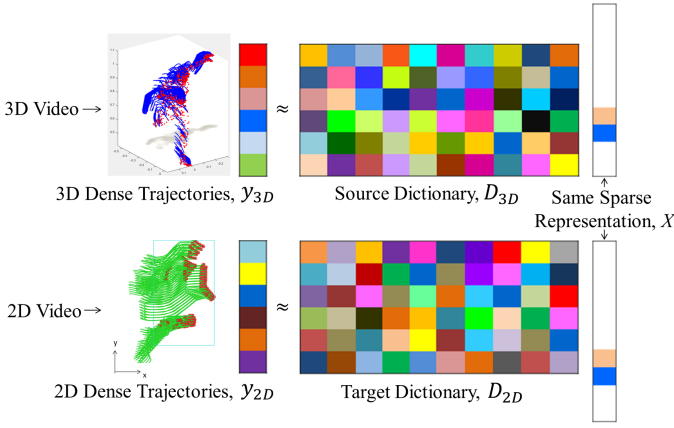 3D Video →
≈
3D Dense Trajectories, y3D
Source Dictionary, D3D
Same Sparse
Representation, X
2D Video →
≈
y
x
2D Dense Trajectories, y2D
Target Dictionary, D2D